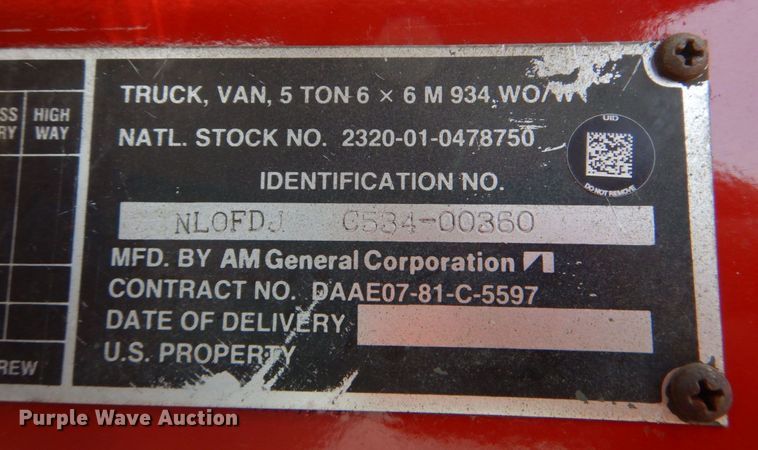 SS HIGH
RY WAY
REW
TRUCK, VAN, 5 TON 6 × 6 M 934 WO/W
NATL. STOCK NO. 2320-01-0478750
UID
DO NOT REMOVE
IDENTIFICATION NO.
NL0FDJ C534-00360
MFD. BY AM General Corporation
CONTRACT NO. DAAE07-81-C-5597
DATE OF DELIVERY
U.S. PROPERTY
Purple Wave Auction